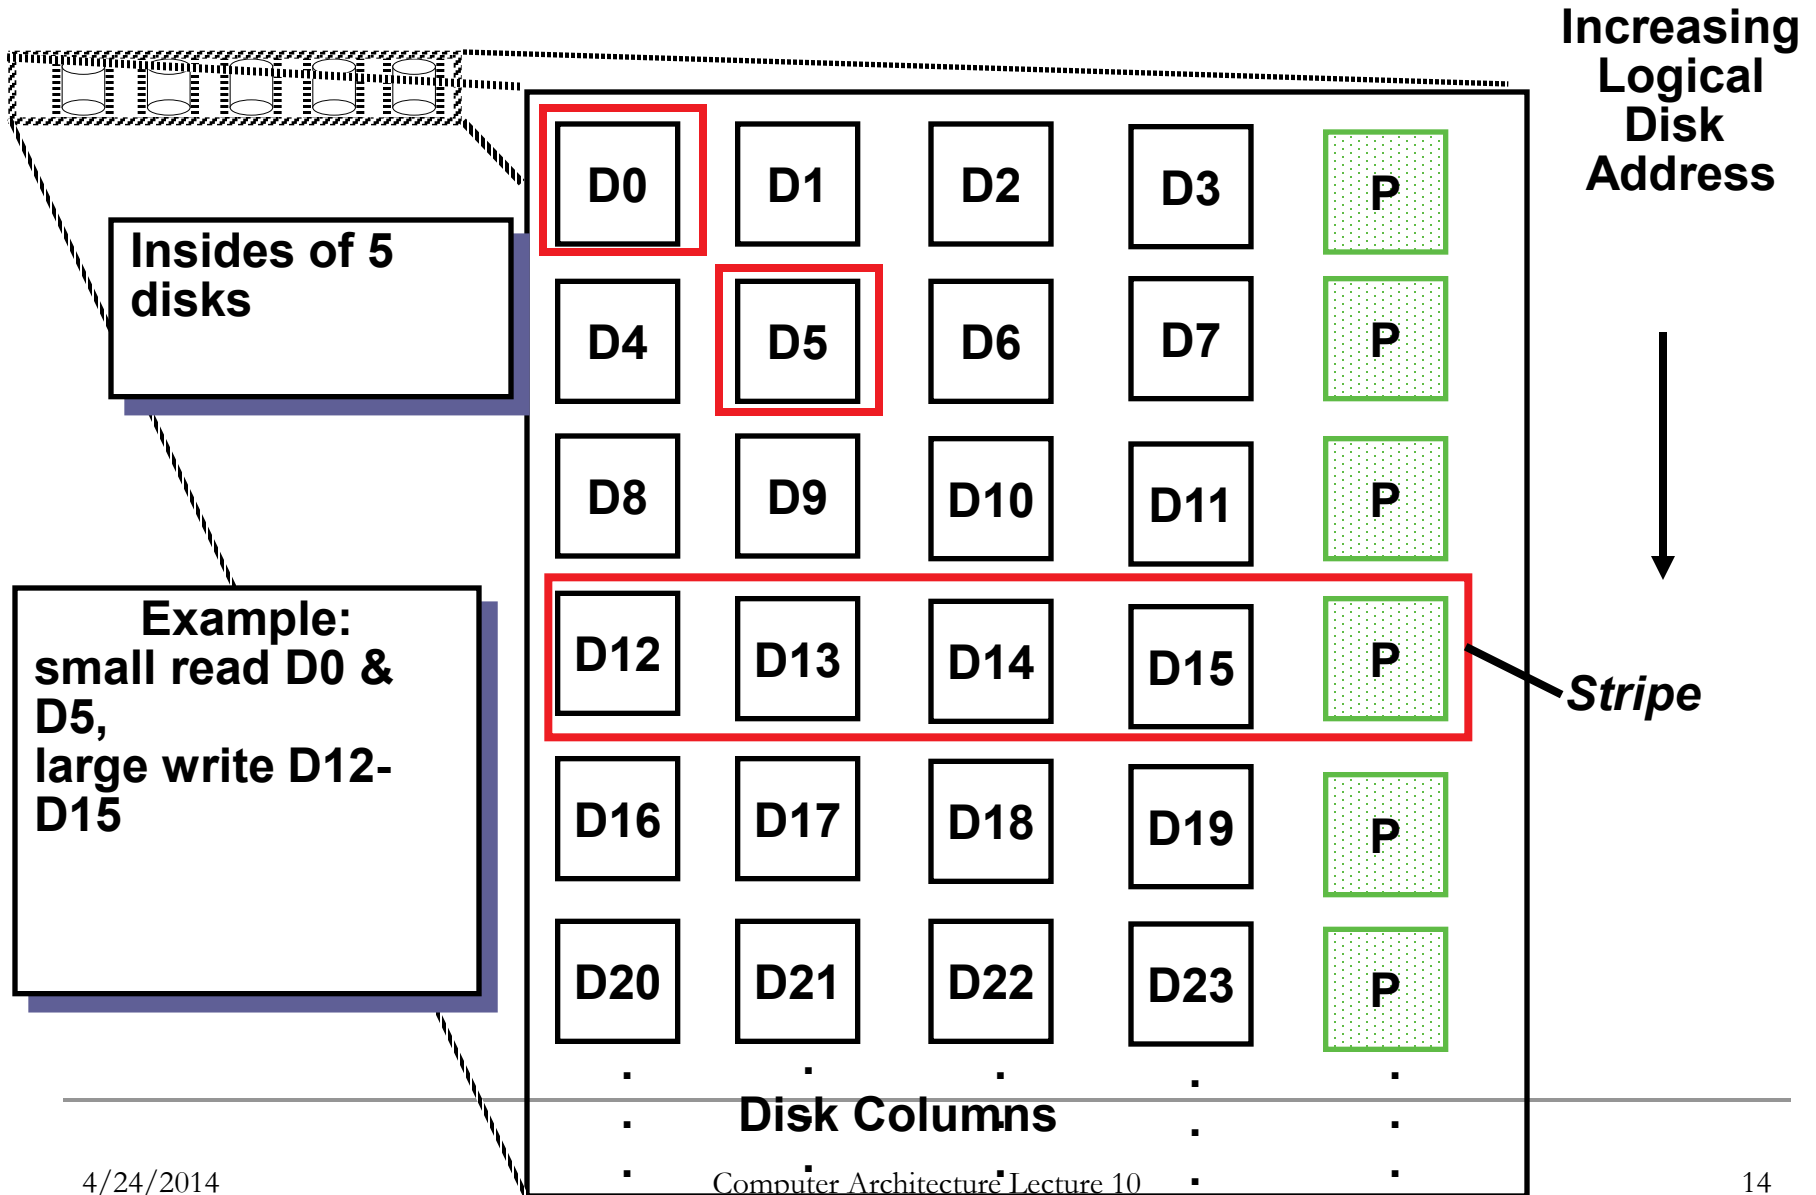 Increasing
Logical
Disk
Address
D0 D1 D2 D3 P
Insides of 5
disks
D4 D5 D6 D7 P
D8 D9 D10 D11 P
Example:
small read D0 &
D5,
large write D12-
D15
D12 D13 D14 D15 P
Stripe
D16 D17 D18 D19 P
D20 D21 D22 D23 P
. . . . .
. . . . .
. . . . .
Disk Columns
4/24/2014 Computer Architecture Lecture 10 14